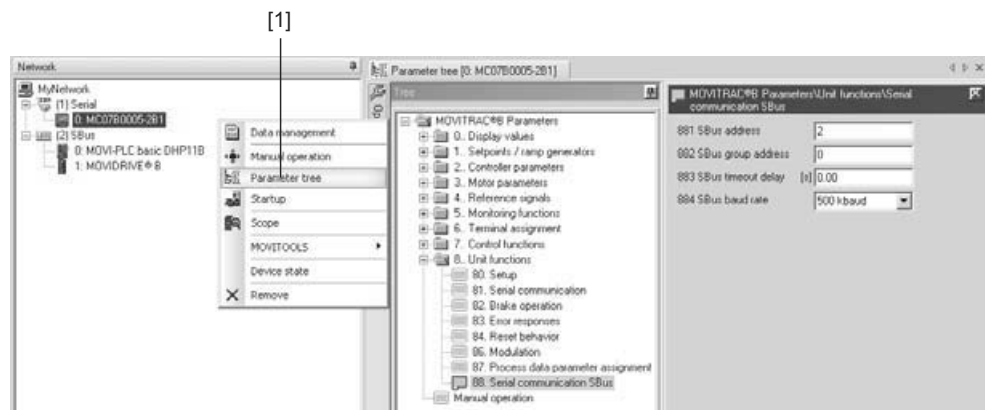 [1]
Network
MyNetwork
(1) Serial
0: MC07B0005-2B1
(2) SBus
0: MOVI-PLC basic DHP11B
1: MOVIDRIVE® B
Data management
Manual operation
Parameter tree
Startup
Scope
MOVITOOLS
Device state
Remove
Parameter tree [0: MC07B0005-2B1]
Tree
MOVITRAC®B Parameters
0.. Display values
1.. Setpoints / ramp generators
2.. Controller parameters
3.. Motor parameters
4.. Reference signals
5.. Monitoring functions
6.. Terminal assignment
7.. Control functions
8.. Unit functions
80. Setup
81. Serial communication
82. Brake operation
83. Error responses
84. Reset behavior
86. Modulation
87. Process data parameter assignment
88. Serial communication SBus
Manual operation
MOVITRAC®B Parameters\Unit functions\Serial
communication SBus
881 SBus address 2
882 SBus group address 0
883 SBus timeout delay [s] 0.00
884 SBus baud rate 500 kbaud